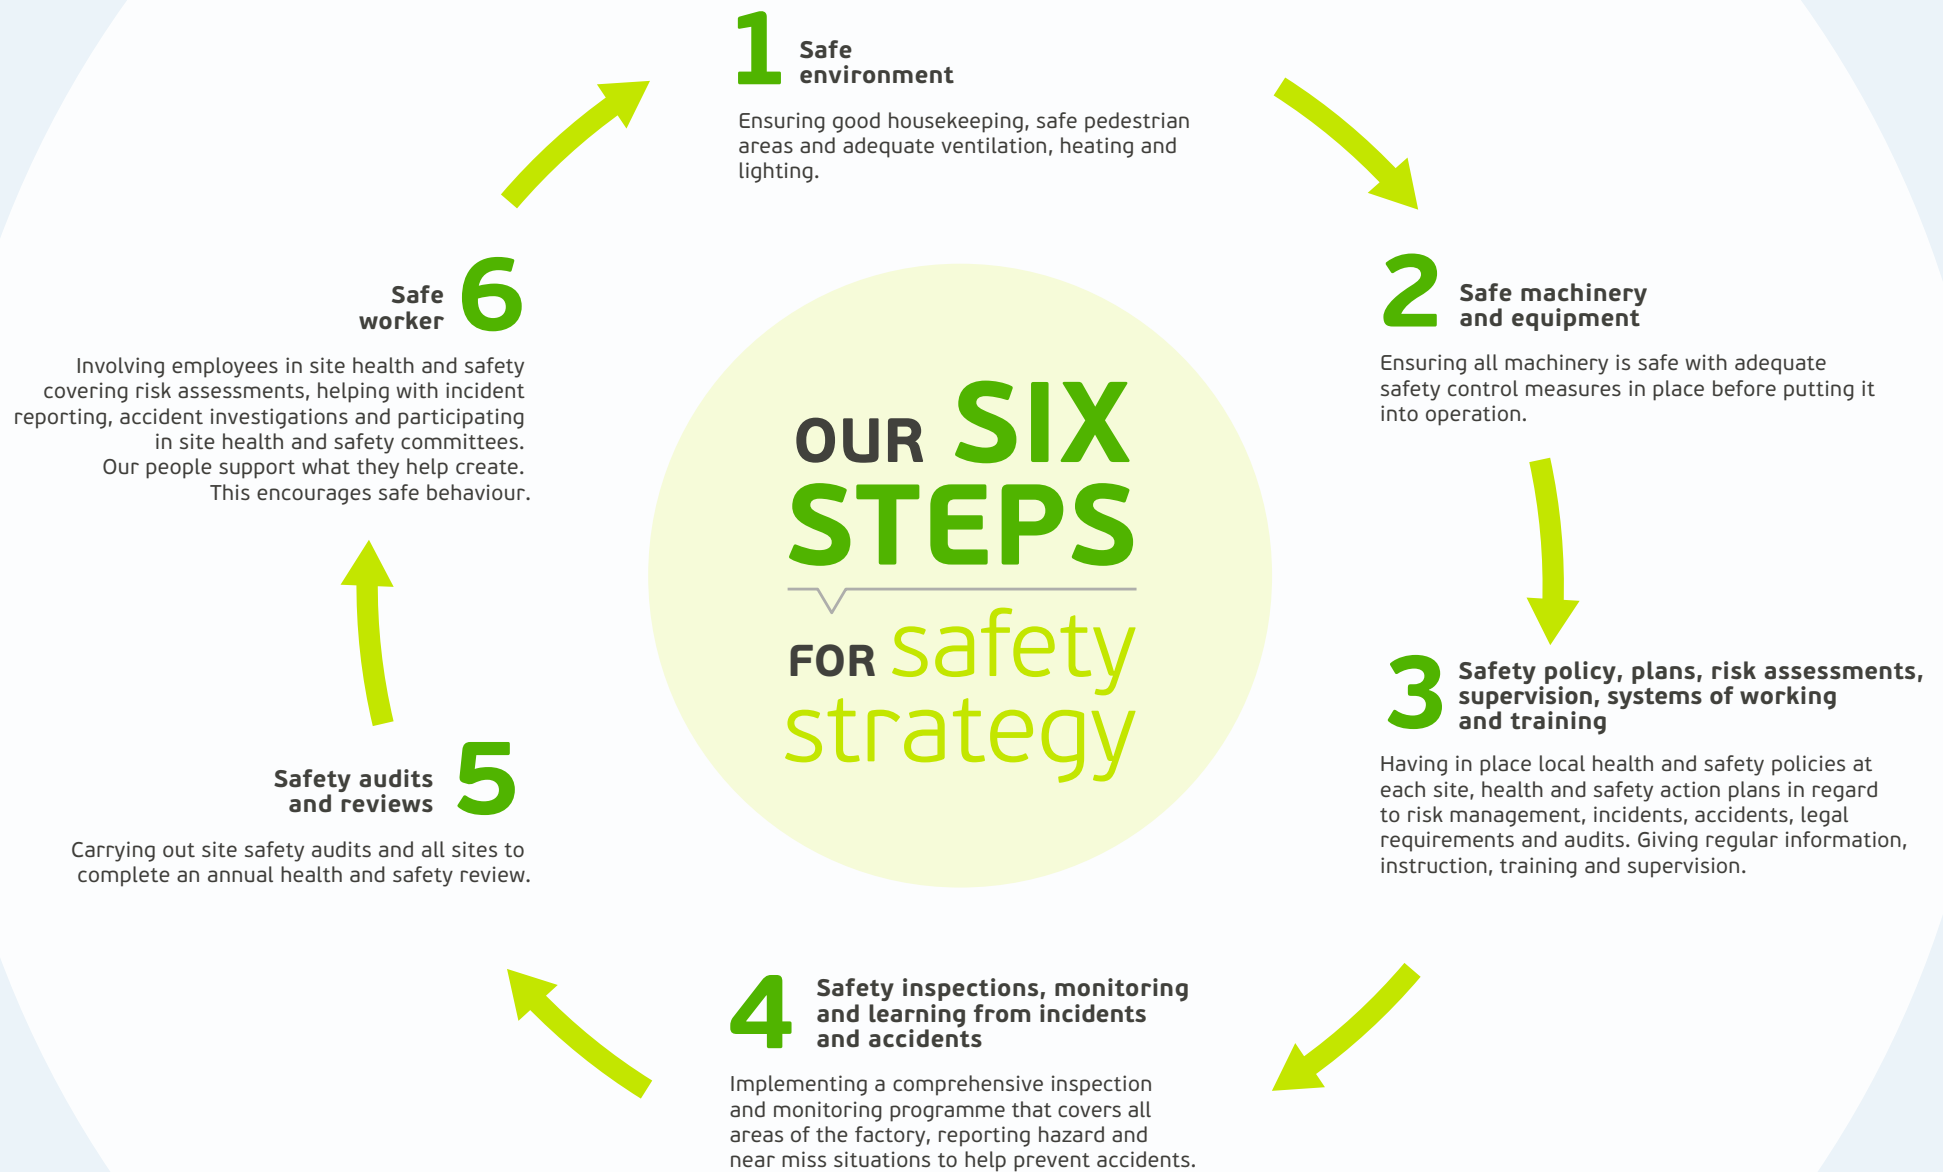 OUR SIX
STEPS
FOR safety
strategy
1
Safe
environment
Ensuring good housekeeping, safe pedestrian
areas and adequate ventilation, heating and
lighting.
2
Safe machinery
and equipment
Ensuring all machinery is safe with adequate
safety control measures in place before putting it
into operation.
3
Safety policy, plans, risk assessments,
supervision, systems of working
and training
Having in place local health and safety policies at
each site, health and safety action plans in regard
to risk management, incidents, accidents, legal
requirements and audits. Giving regular information,
instruction, training and supervision.
4
Safety inspections, monitoring
and learning from incidents
and accidents
Implementing a comprehensive inspection
and monitoring programme that covers all
areas of the factory, reporting hazard and
near miss situations to help prevent accidents.
5
Safety audits
and reviews
Carrying out site safety audits and all sites to
complete an annual health and safety review.
6
Safe
worker
Involving employees in site health and safety
covering risk assessments, helping with incident
reporting, accident investigations and participating
in site health and safety committees.
Our people support what they help create.
This encourages safe behaviour.